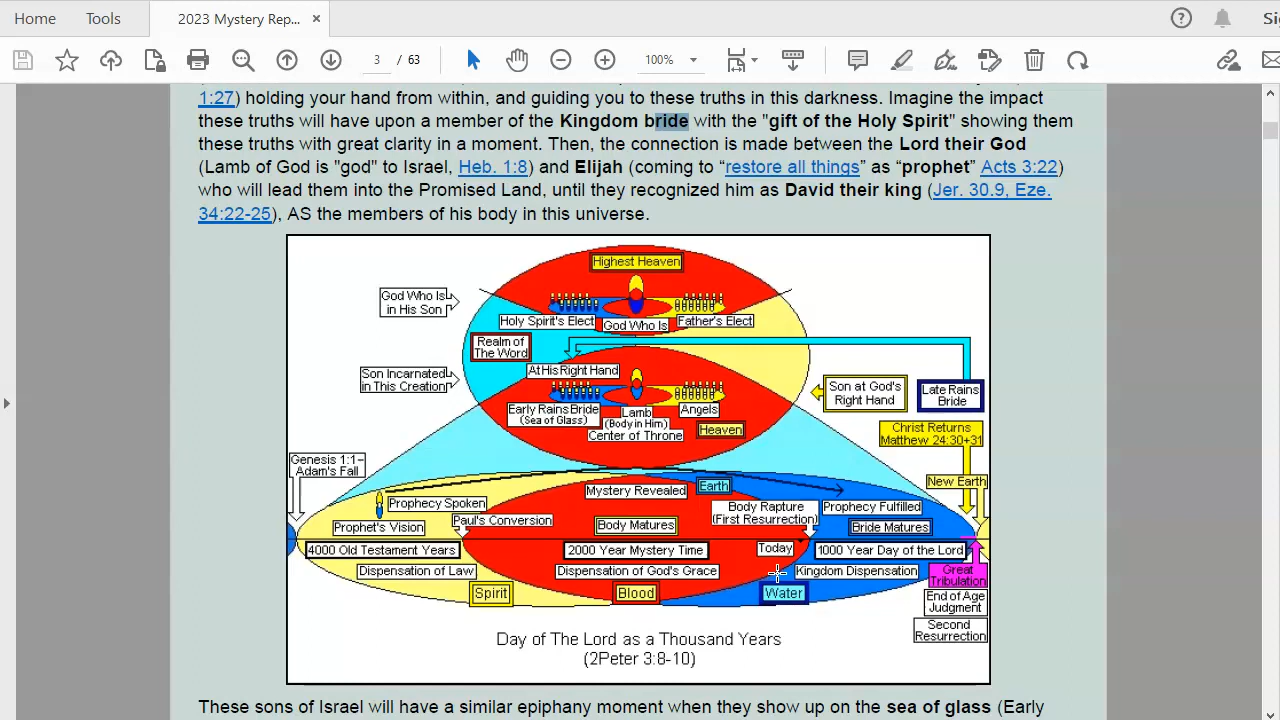 Home
Tools
2023 Mystery Rep...
×
3 / 63
100%
1:27) holding your hand from within, and guiding you to these truths in this darkness. Imagine the impact
these truths will have upon a member of the Kingdom bride with the "gift of the Holy Spirit" showing them
these truths with great clarity in a moment. Then, the connection is made between the Lord their God
(Lamb of God is "god" to Israel, Heb. 1:8) and Elijah (coming to “restore all things” as “prophet” Acts 3:22)
who will lead them into the Promised Land, until they recognized him as David their king (Jer. 30.9, Eze.
34:22-25), AS the members of his body in this universe.
Highest Heaven
God Who Is
in His Son
Holy Spirit's Elect
God Who Is
Father's Elect
Realm of
The Word
At His Right Hand
Son Incarnated
in This Creation
Early Rains Bride
(Sea of Glass)
Lamb
(Body in Him)
Center of Throne
Angels
Heaven
Son at God's
Right Hand
Late Rains
Bride
Christ Returns
Matthew 24:30+31
Genesis 1:1–
Adam's Fall
New Earth
Earth
Mystery Revealed
Prophecy Spoken
Body Rapture
(First Resurrection)
Prophecy Fulfilled
Prophet's Vision
Paul's Conversion
Body Matures
Bride Matures
4000 Old Testament Years
2000 Year Mystery Time
Today
1000 Year Day of the Lord
Dispensation of Law
Dispensation of God's Grace
Kingdom Dispensation
Great
Tribulation
Spirit
Blood
Water
End of Age
Judgment
Second
Resurrection
Day of The Lord as a Thousand Years
(2Peter 3:8-10)
These sons of Israel will have a similar epiphany moment when they show up on the sea of glass (Early